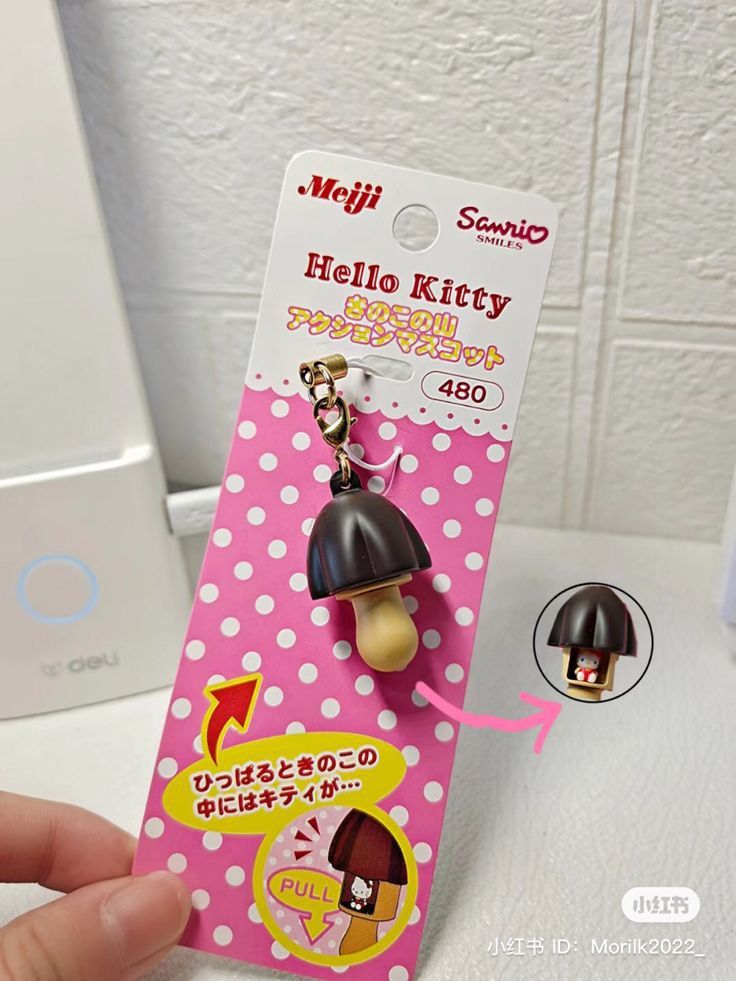 Meiji
Sanrio
SMILES
Hello Kitty
きのこの山
アクションマスコット
480
ひっぱるときのこの
中にはキティが…
PULL
deli
小红书
小红书 ID: Morilk2022_